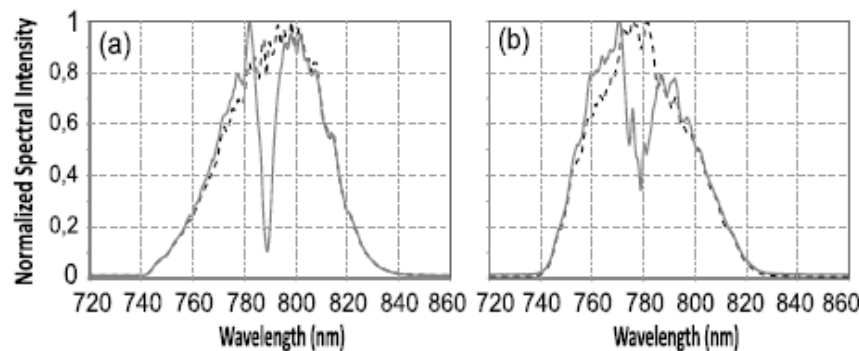 Normalized Spectral Intensity
1
0,8
0,6
0,4
0,2
0
(a)
720 740 760 780 800 820 840 860
Wavelength (nm)
(b)
720 740 760 780 800 820 840 860
Wavelength (nm)